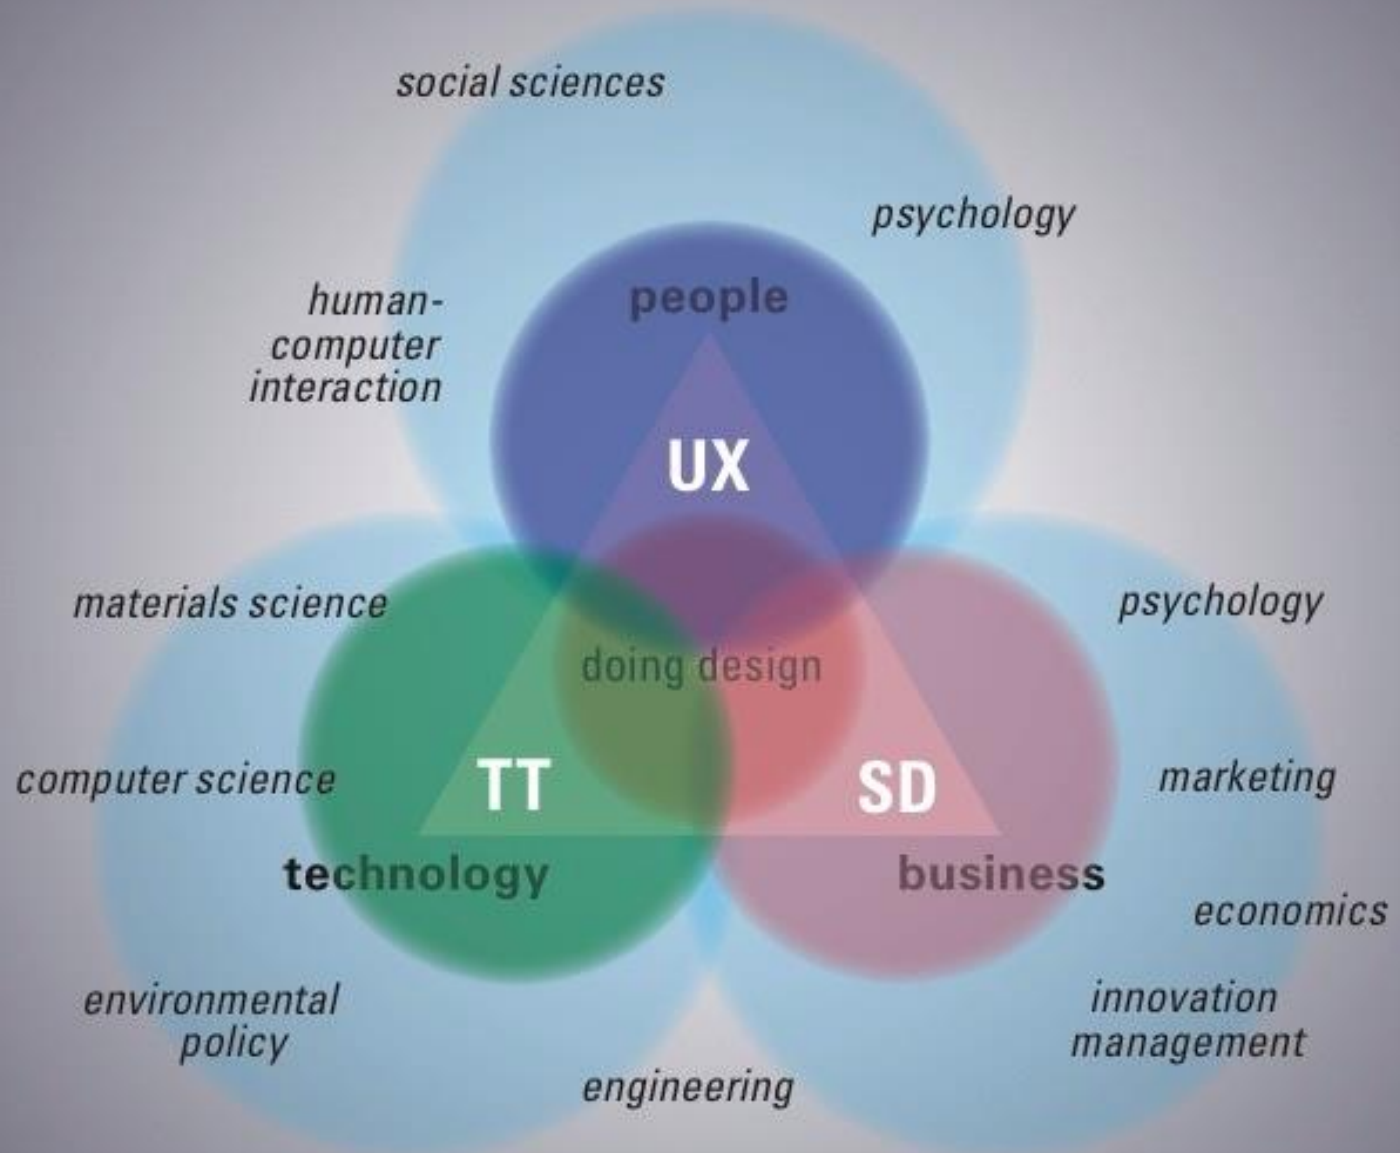 social sciences
psychology
human-
computer
interaction
people
UX
materials science
psychology
doing design
computer science
TT
SD
marketing
technology
business
economics
environmental
policy
innovation
management
engineering